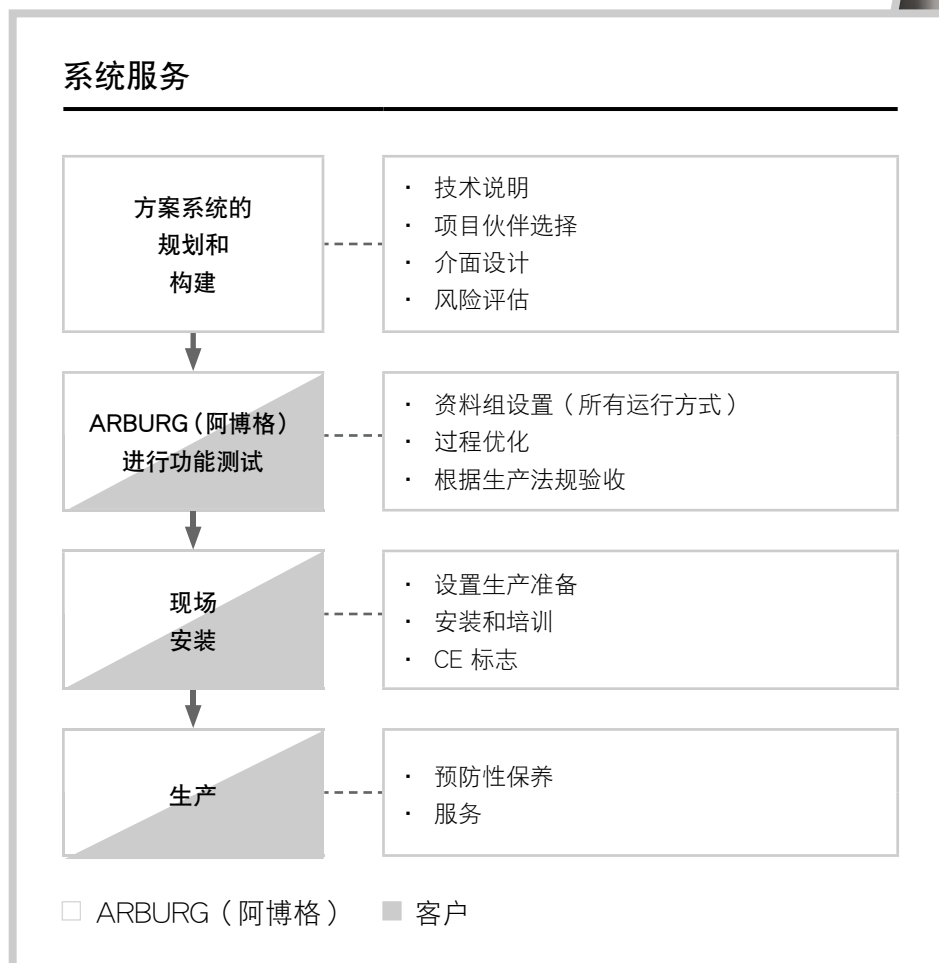 系统服务
方案系统的
规划和
构建
· 技术说明
· 项目伙伴选择
· 介面设计
· 风险评估
ARBURG（阿博格）
进行功能测试
· 资料组设置（所有运行方式）
· 过程优化
· 根据生产法规验收
现场
安装
· 设置生产准备
· 安装和培训
· CE 标志
生产
· 预防性保养
· 服务
ARBURG（阿博格） 客户